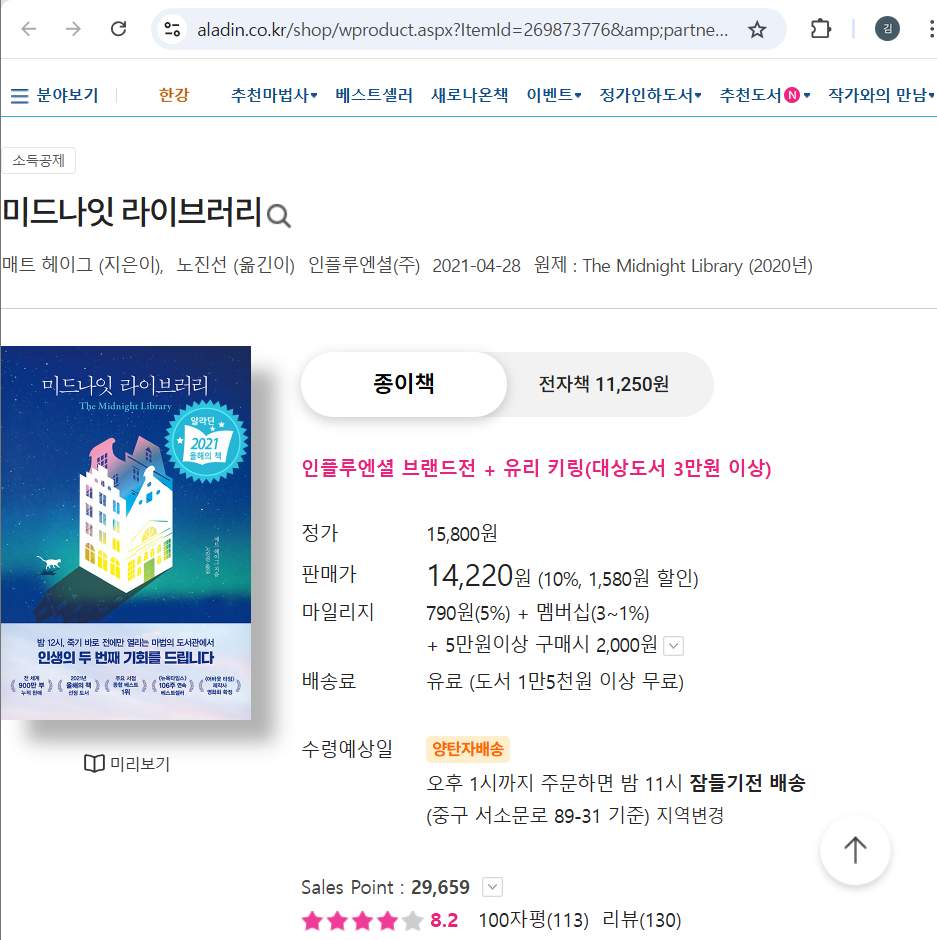 aladin.co.kr/shop/wproduct.aspx?ItemId=269873776&amp;partne...
김
분야보기 한강 추천마법사 베스트셀러 새로나온책 이벤트 정가인하도서 추천도서 N 작가와의 만남
소득공제
미드나잇 라이브러리
매트 헤이그 (지은이), 노진선 (옮긴이) 인플루엔셜(주) 2021-04-28 원제 : The Midnight Library (2020년)
미드나잇 라이브러리
The Midnight Library
알라딘
2021
올해의 책
매트 헤이그 지음
노진선 옮김
밤 12시, 죽기 바로 전에만 열리는 마법의 도서관에서
인생의 두 번째 기회를 드립니다
전 세계
900만 부
누적 판매
2021년
올해의 책
선정 도서
주요 서점
종합 베스트
1위
《뉴욕타임스》
106주 연속
베스트셀러
《어바웃 타임》
제작사
영화화 확정
미리보기
종이책 전자책 11,250원
인플루엔셜 브랜드전 + 유리 키링(대상도서 3만원 이상)
정가 15,800원
판매가 14,220원 (10%, 1,580원 할인)
마일리지 790원(5%) + 멤버십(3~1%)
+ 5만원이상 구매시 2,000원
배송료 유료 (도서 1만5천원 이상 무료)
수령예상일 양탄자배송
오후 1시까지 주문하면 밤 11시 잠들기전 배송
(중구 서소문로 89-31 기준) 지역변경
Sales Point : 29,659
8.2 100자평(113) 리뷰(130)